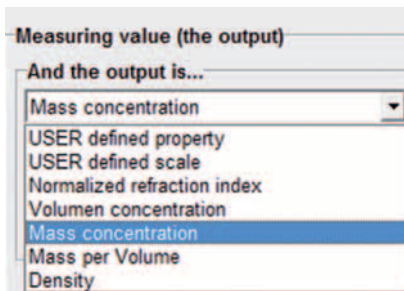 Measuring value (the output)
And the output is...
Mass concentration
USER defined property
USER defined scale
Normalized refraction index
Volumen concentration
Mass concentration
Mass per Volume
Density